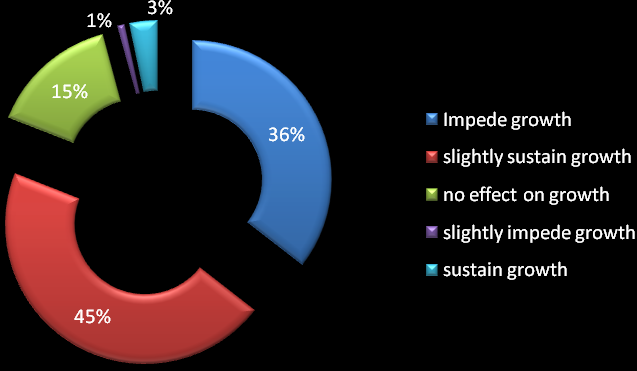 1%
3%
15%
36%
45%
Impede growth
slightly sustain growth
no effect on growth
slightly impede growth
sustain growth